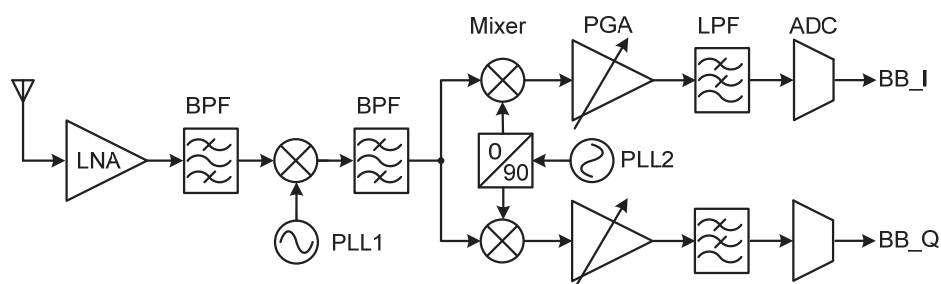 Mixer
PGA
LPF
ADC
BB_I
BPF
BPF
LNA
0
90
PLL2
PLL1
BB_Q